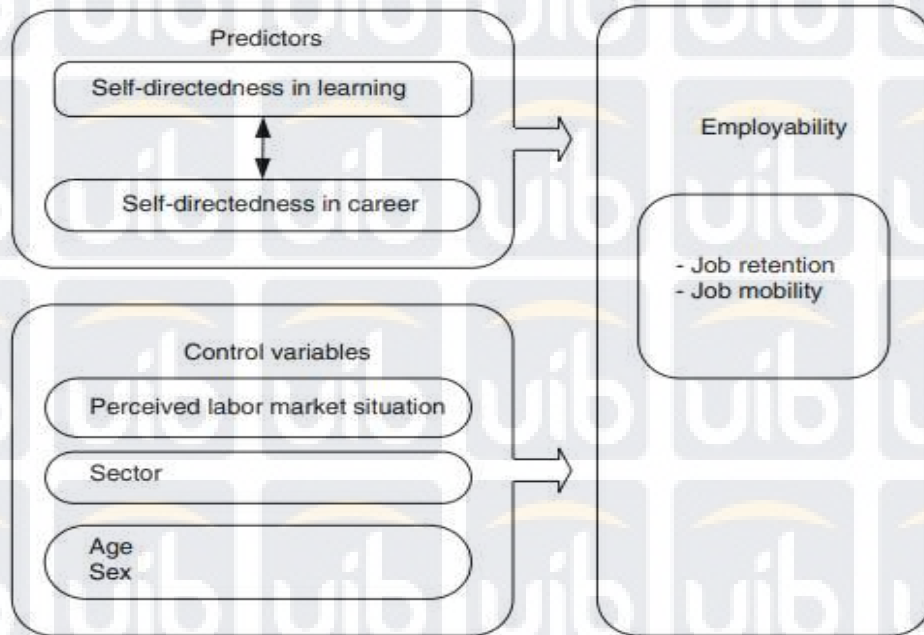 Predictors
Self-directedness in learning
Self-directedness in career
Employability
- Job retention
- Job mobility
Control variables
Perceived labor market situation
Sector
Age
Sex
uib